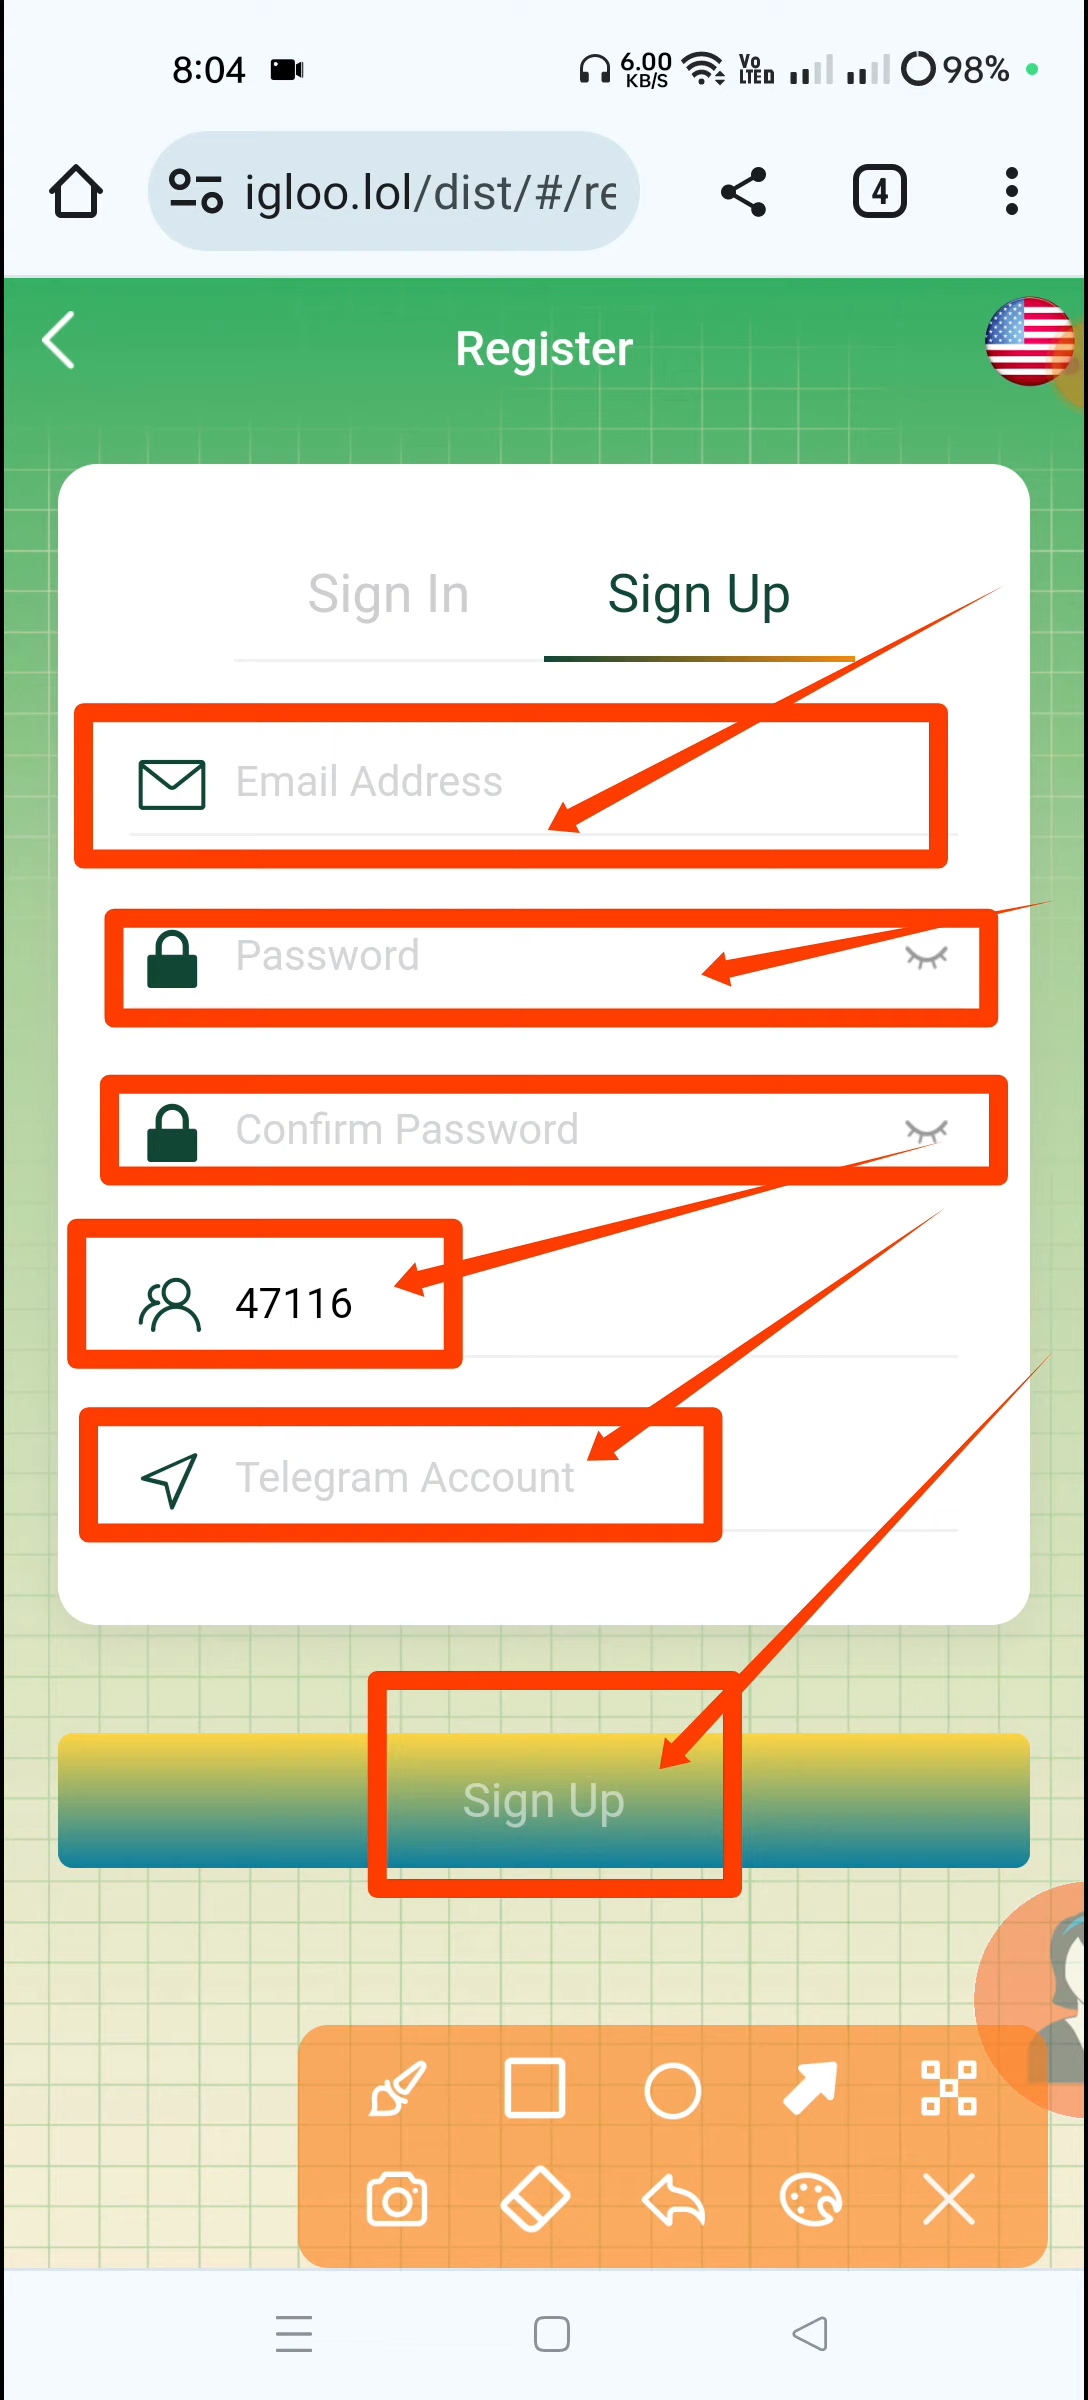 8:04
6.00
KB/S
Vo
LTED
98%
igloo.lol/dist/#/re
4
Register
Sign In
Sign Up
Email Address
Password
Confirm Password
47116
Telegram Account
Sign Up